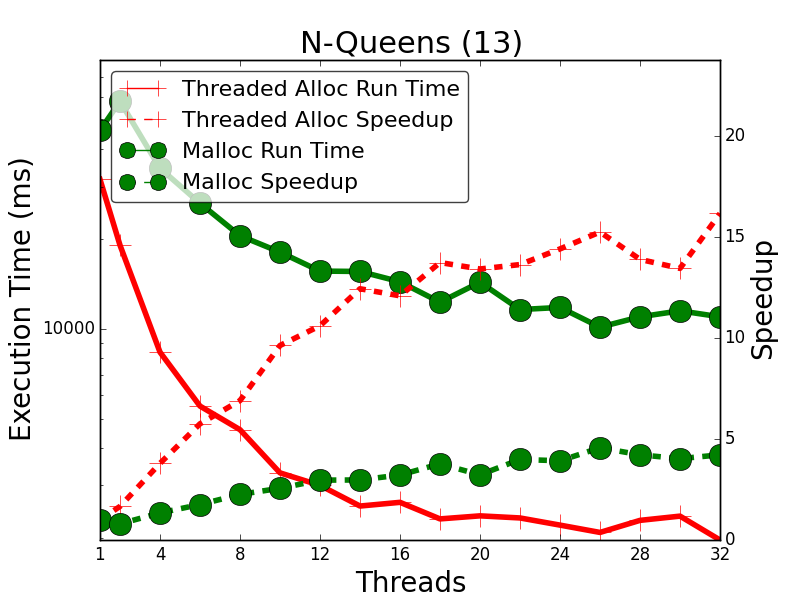 N-Queens (13)
Threaded Alloc Run Time
Threaded Alloc Speedup
Malloc Run Time
Malloc Speedup
Execution Time (ms)
10000
20
15
10
5
0
Speedup
1 4 8 12 16 20 24 28 32
Threads